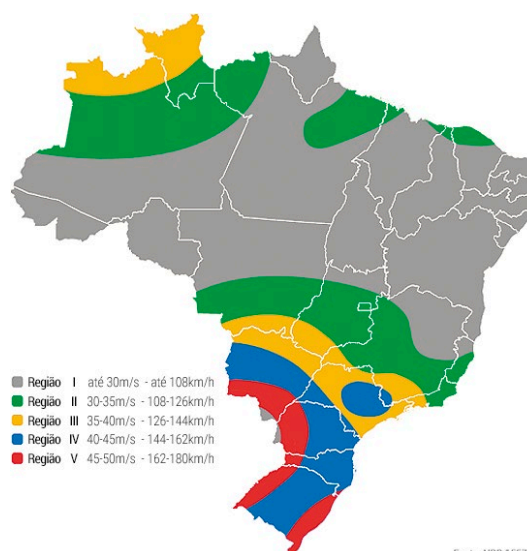 Região I até 30m/s - até 108km/h
Região II 30-35m/s - 108-126km/h
Região III 35-40m/s - 126-144km/h
Região IV 40-45m/s - 144-162km/h
Região V 45-50m/s - 162-180km/h